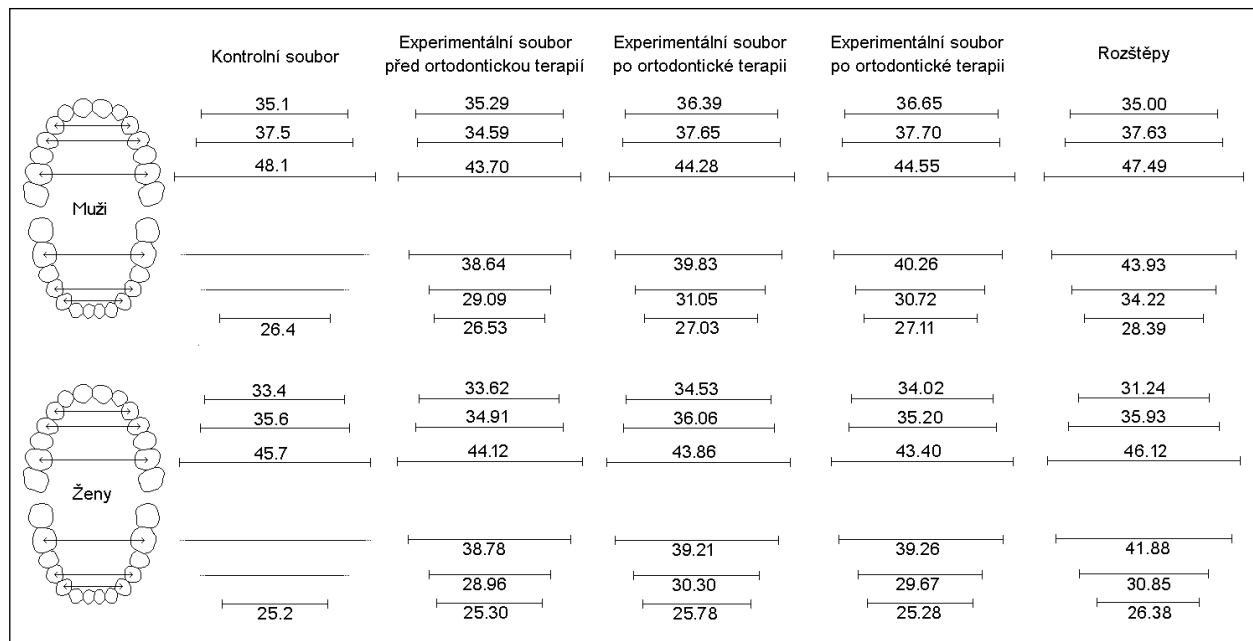 Kontrolní soubor
Experimentální soubor
před ortodontickou terapií
Experimentální soubor
po ortodontické terapii
Experimentální soubor
po ortodontické terapii
Rozštěpy
35.1 35.29 36.39 36.65 35.00
37.5 34.59 37.65 37.70 37.63
48.1 43.70 44.28 44.55 47.49
Muži
38.64 39.83 40.26 43.93
29.09 31.05 30.72 34.22
26.4 26.53 27.03 27.11 28.39
33.4 33.62 34.53 34.02 31.24
35.6 34.91 36.06 35.20 35.93
45.7 44.12 43.86 43.40 46.12
Ženy
38.78 39.21 39.26 41.88
28.96 30.30 29.67 30.85
25.2 25.30 25.78 25.28 26.38